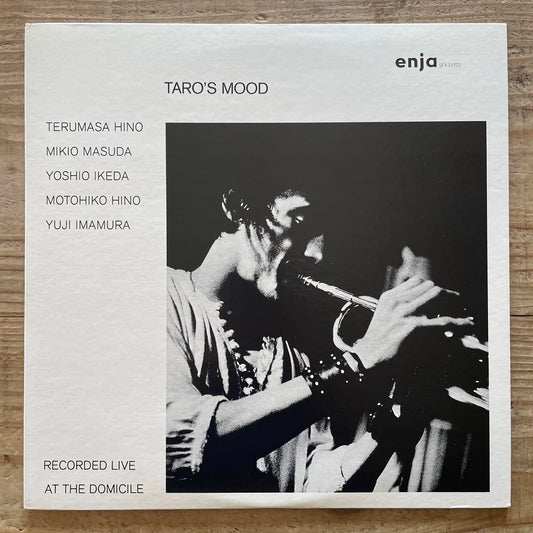 enja
TARO'S MOOD
TERUMASA HINO
MIKIO MASUDA
YOSHIO IKEDA
MOTOHIKO HINO
YUJI IMAMURA
RECORDED LIVE
AT THE DOMICILE